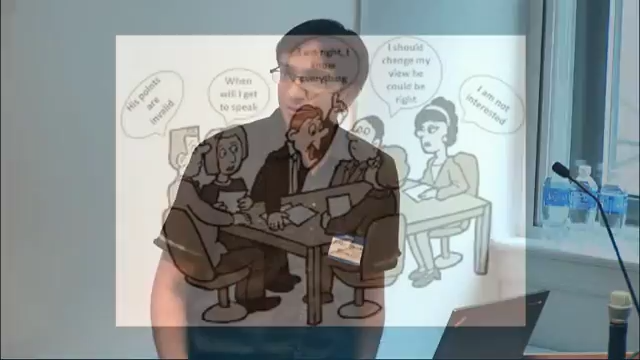 His points
are
invalid
When
will I get
to speak
I am right, I
know
everything
I should
change my
view he
could be
right
I am not
interested